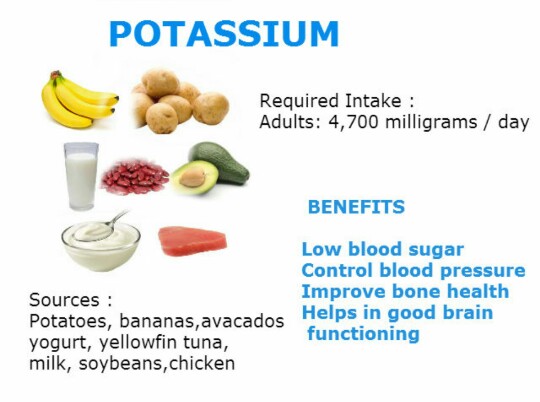 POTASSIUM
Required Intake :
Adults: 4,700 milligrams / day
BENEFITS
Low blood sugar
Control blood pressure
Improve bone health
Helps in good brain
functioning
Sources :
Potatoes, bananas,avacados
yogurt, yellowfin tuna,
milk, soybeans,chicken